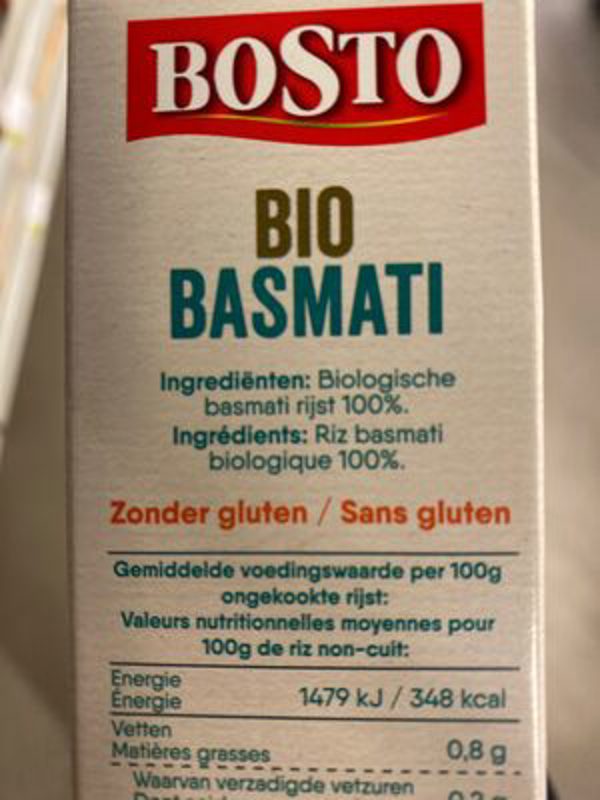 BOSTO
BIO
BASMATI
Ingrediënten: Biologische
basmati rijst 100%.
Ingrédients: Riz basmati
biologique 100%.
Zonder gluten / Sans gluten
Gemiddelde voedingswaarde per 100g
ongekookte rijst:
Valeurs nutritionnelles moyennes pour
100g de riz non-cuit:
Energie
Énergie 1479 kJ / 348 kcal
Vetten
Matières grasses 0,8 g
Waarvan verzadigde vetzuren